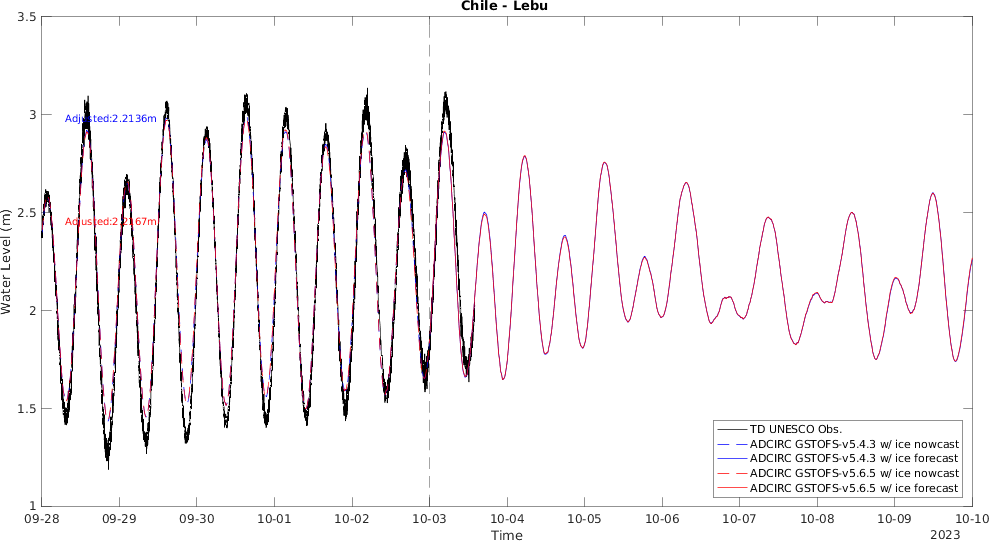 Chile - Lebu
3.5
3
2.5
2
1.5
1
Water Level (m)
Adjusted:2.2136m
Adjusted:2.2167m
TD UNESCO Obs.
ADCIRC GSTOFS-v5.4.3 w/ ice nowcast
ADCIRC GSTOFS-v5.4.3 w/ ice forecast
ADCIRC GSTOFS-v5.6.5 w/ ice nowcast
ADCIRC GSTOFS-v5.6.5 w/ ice forecast
09-28 09-29 09-30 10-01 10-02 10-03 10-04 10-05 10-06 10-07 10-08 10-09 10-10
Time
2023